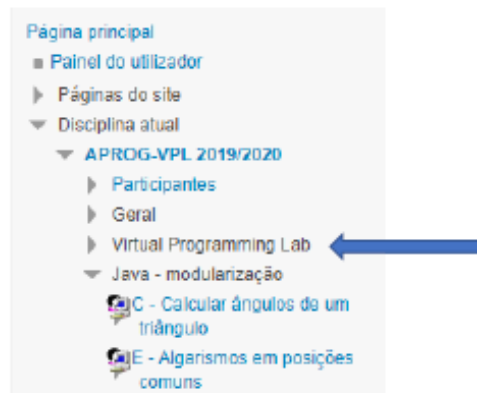 Página principal
Painel do utilizador
Páginas do site
Disciplina atual
APROG-VPL 2019/2020
Participantes
Geral
Virtual Programming Lab
Java - modularização
C - Calcular ângulos de um
triângulo
E - Algarismos em posições
comuns